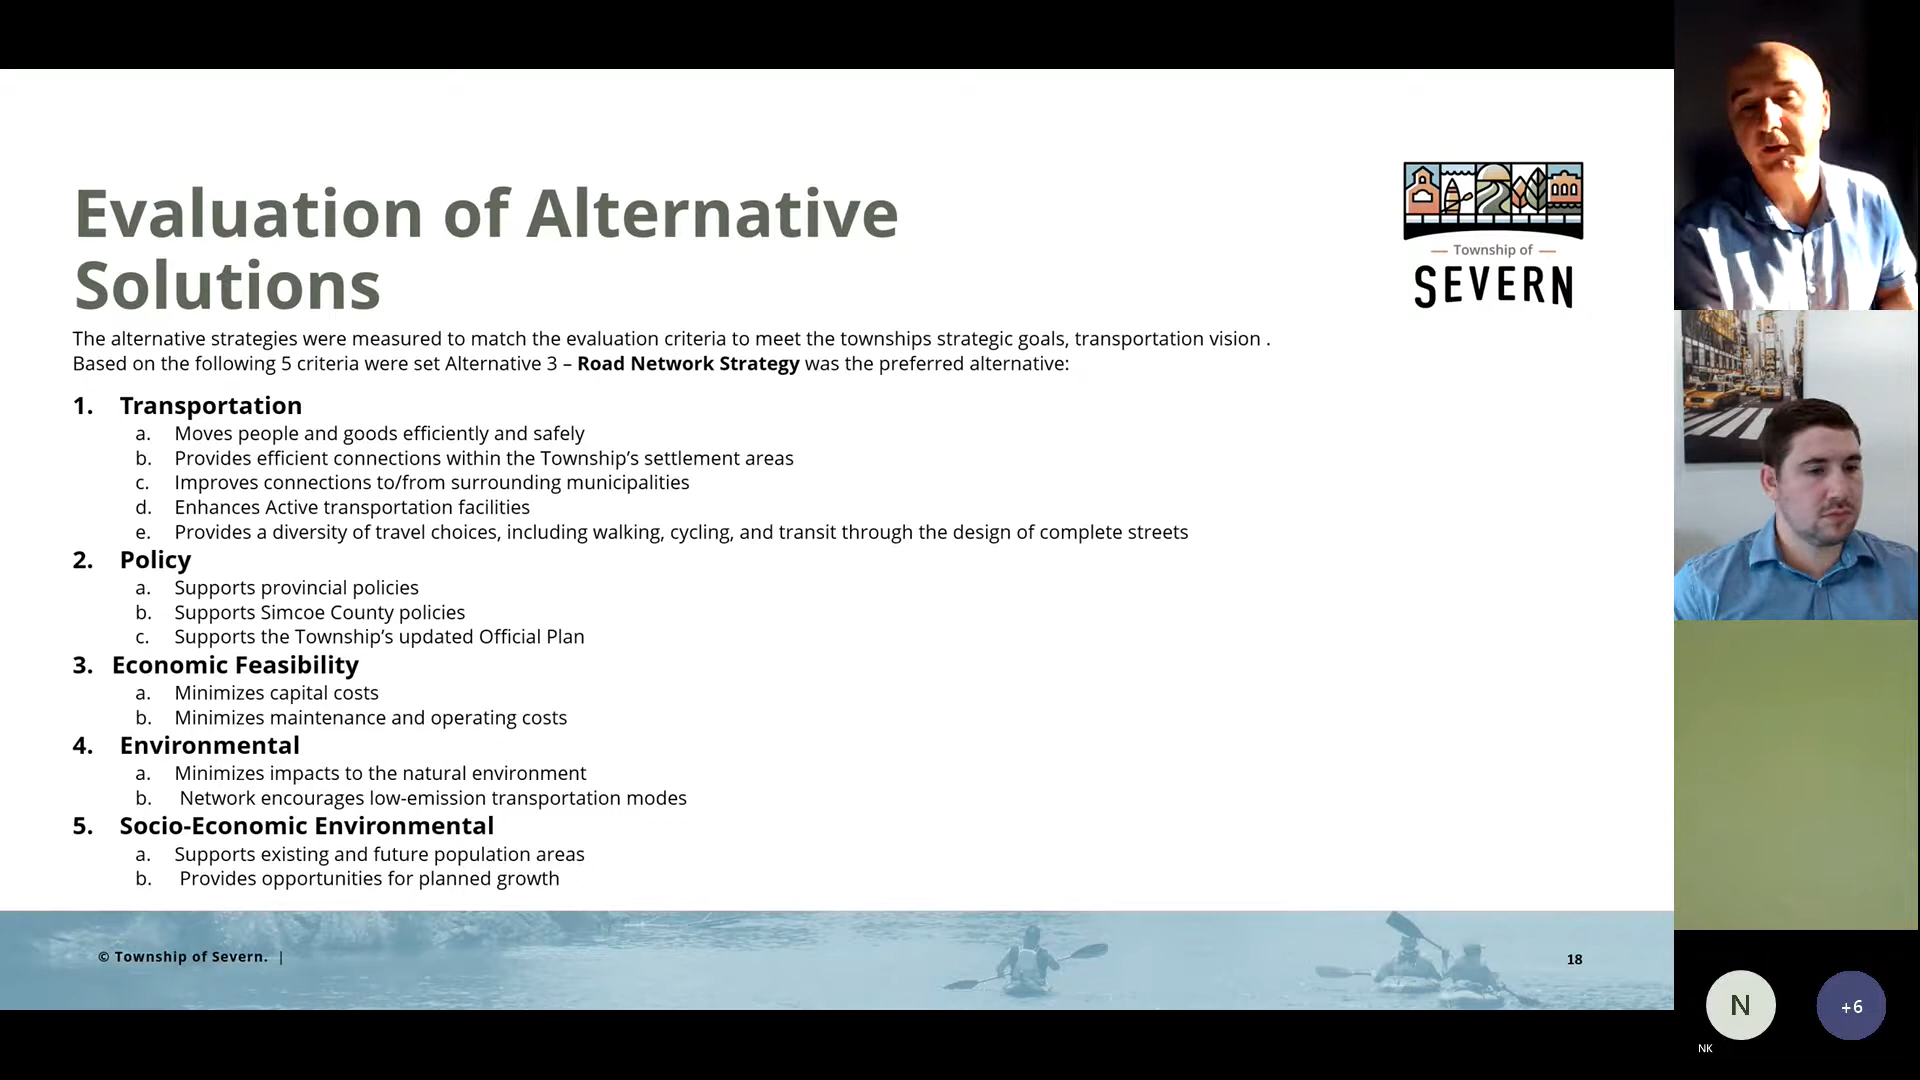 Evaluation of Alternative
Solutions
Township of
SEVERN
The alternative strategies were measured to match the evaluation criteria to meet the townships strategic goals, transportation vision .
Based on the following 5 criteria were set Alternative 3 – Road Network Strategy was the preferred alternative:
1. Transportation
a. Moves people and goods efficiently and safely
b. Provides efficient connections within the Township’s settlement areas
c. Improves connections to/from surrounding municipalities
d. Enhances Active transportation facilities
e. Provides a diversity of travel choices, including walking, cycling, and transit through the design of complete streets
2. Policy
a. Supports provincial policies
b. Supports Simcoe County policies
c. Supports the Township’s updated Official Plan
3. Economic Feasibility
a. Minimizes capital costs
b. Minimizes maintenance and operating costs
4. Environmental
a. Minimizes impacts to the natural environment
b. Network encourages low-emission transportation modes
5. Socio-Economic Environmental
a. Supports existing and future population areas
b. Provides opportunities for planned growth
© Township of Severn. |
18
N
+6
NK